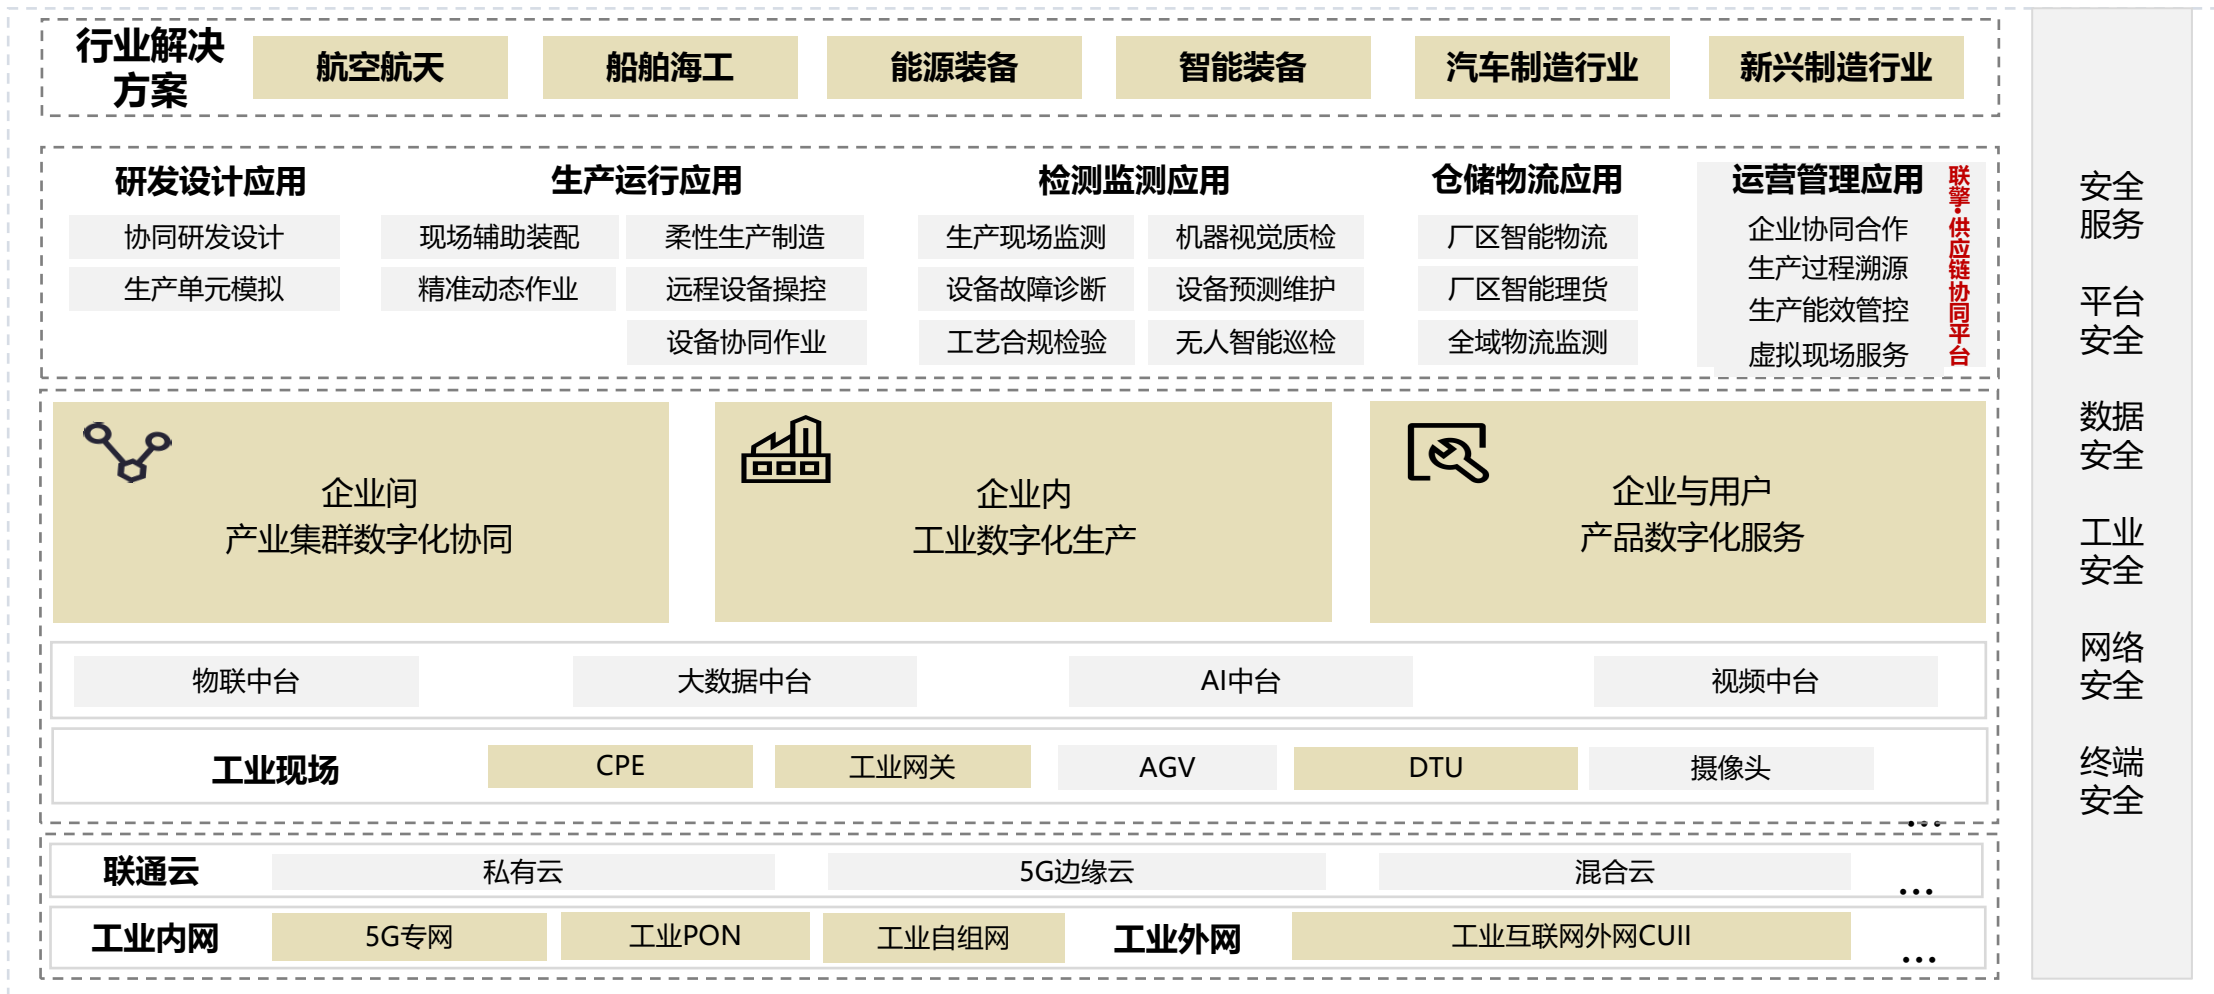 行业解决
方案
航空航天
船舶海工
能源装备
智能装备
汽车制造行业
新兴制造行业
研发设计应用
协同研发设计
生产单元模拟
生产运行应用
现场辅助装配
柔性生产制造
精准动态作业
远程设备操控
设备协同作业
检测监测应用
生产现场监测
机器视觉质检
设备故障诊断
设备预测维护
工艺合规检验
无人智能巡检
仓储物流应用
厂区智能物流
厂区智能理货
全域物流监测
运营管理应用
企业协同合作
生产过程溯源
生产能效管控
虚拟现场服务
联擎·供应链协同平台
企业间
产业集群数字化协同
企业内
工业数字化生产
企业与用户
产品数字化服务
物联中台
大数据中台
AI中台
视频中台
工业现场
CPE
工业网关
AGV
DTU
摄像头
...
联通云
私有云
5G边缘云
混合云
...
工业内网
5G专网
工业PON
工业自组网
工业外网
工业互联网外网CUII
...
安全
服务
平台
安全
数据
安全
工业
安全
网络
安全
终端
安全